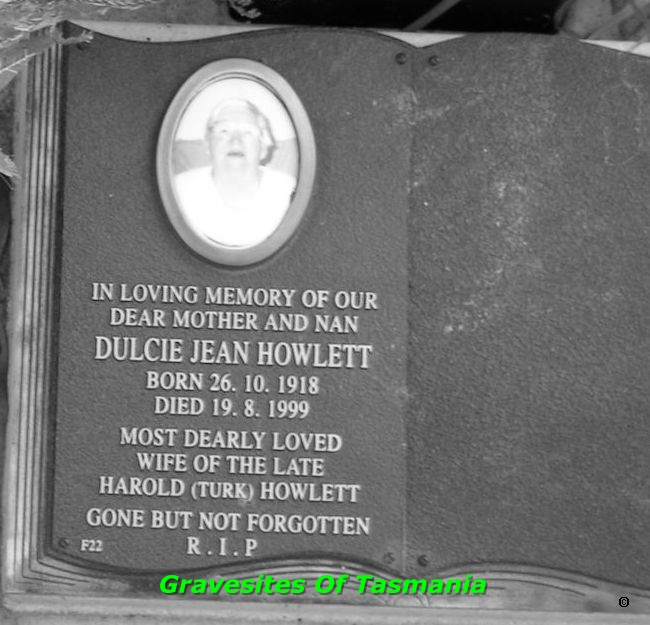 IN LOVING MEMORY OF OUR
DEAR MOTHER AND NAN
DULCIE JEAN HOWLETT
BORN 26. 10. 1918
DIED 19. 8. 1999
MOST DEARLY LOVED
WIFE OF THE LATE
HAROLD (TURK) HOWLETT
GONE BUT NOT FORGOTTEN
R . I . P
F22
Gravesites Of Tasmania
©